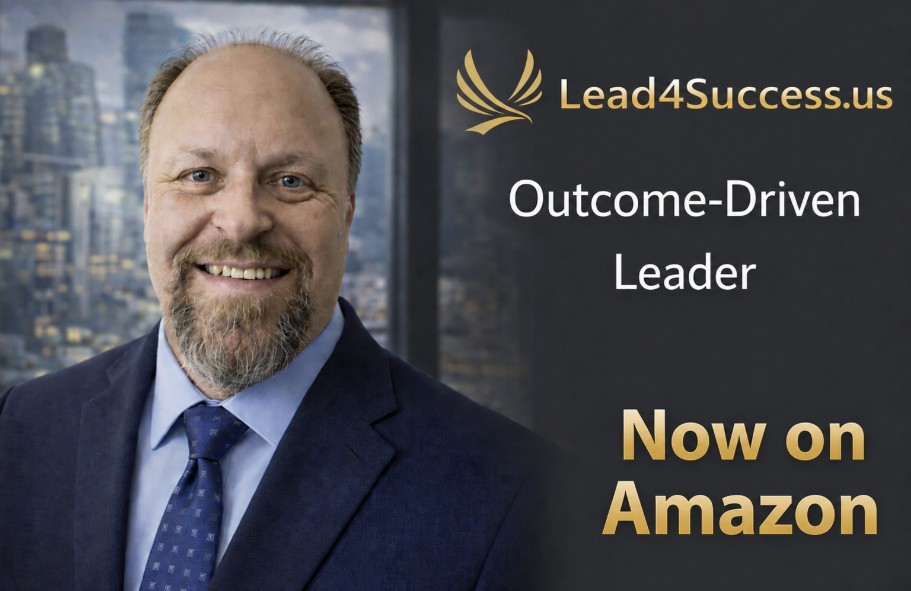 Lead4Success.us
Outcome-Driven
Leader
Now on
Amazon